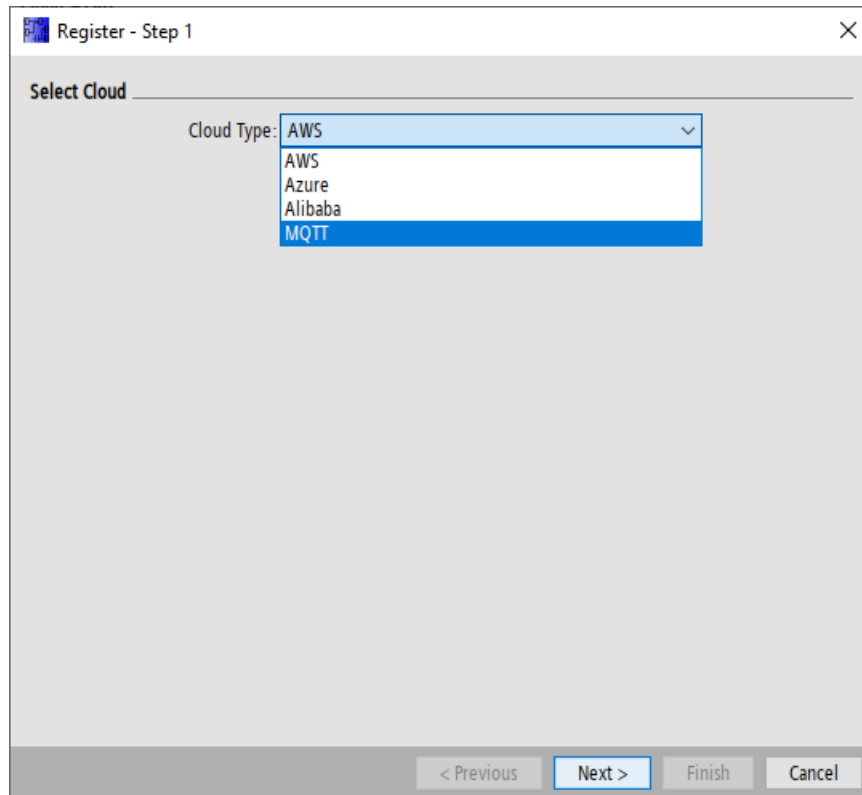 Register - Step 1
Select Cloud
Cloud Type: AWS
AWS
Azure
Alibaba
MQTT
< Previous Next > Finish Cancel